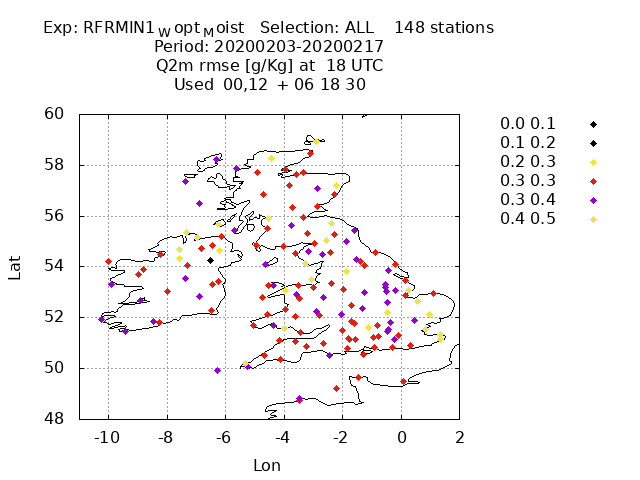 Exp: RFRMIN1WoptMoist Selection: ALL 148 stations
Period: 20200203-20200217
Q2m rmse [g/Kg] at 18 UTC
Used 00,12 + 06 18 30
0.0 0.1
0.1 0.2
0.2 0.3
0.3 0.3
0.3 0.4
0.4 0.5
60
58
56
54
52
50
48
Lat
-10 -8 -6 -4 -2 0 2
Lon